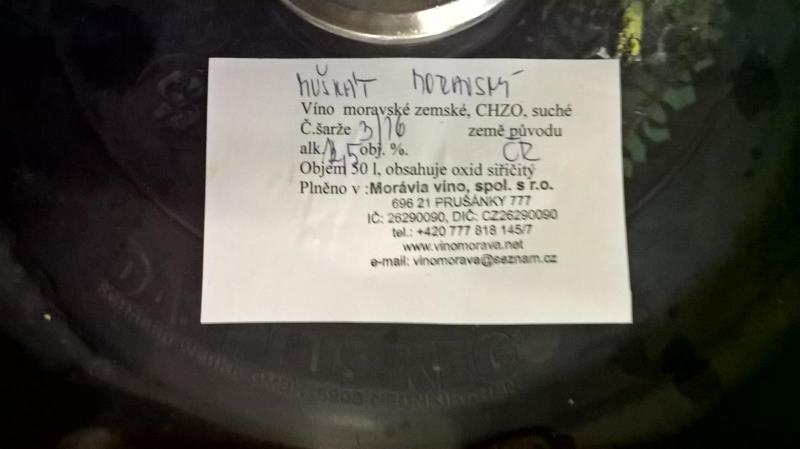 MUŠKÁT MORAVSKÝ
Víno moravské zemské, CHZO, suché
Č.šarže 3/16 země původu
alk. 12,5 obj. %. ČR
Objem 50 l, obsahuje oxid siřičitý
Plněno v :Morávia víno, spol. s r.o.
696 21 PRUŠÁNKY 777
IČ: 26290090, DIČ: CZ26290090
tel.: +420 777 818 145/7
www.vinomorava.net
e-mail: vinomorava@seznam.cz